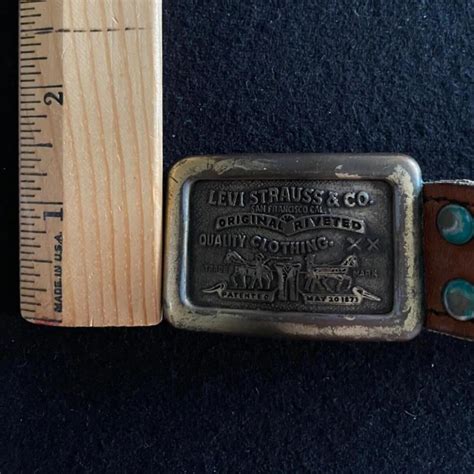 2
1
MADE IN U.S.A.
LEVI STRAUSS & CO.
SAN FRANCISCO CAL.
ORIGINAL RIVETED
QUALITY CLOTHING.
XX
TRADE MARK
PATENTED MAY 20 1873